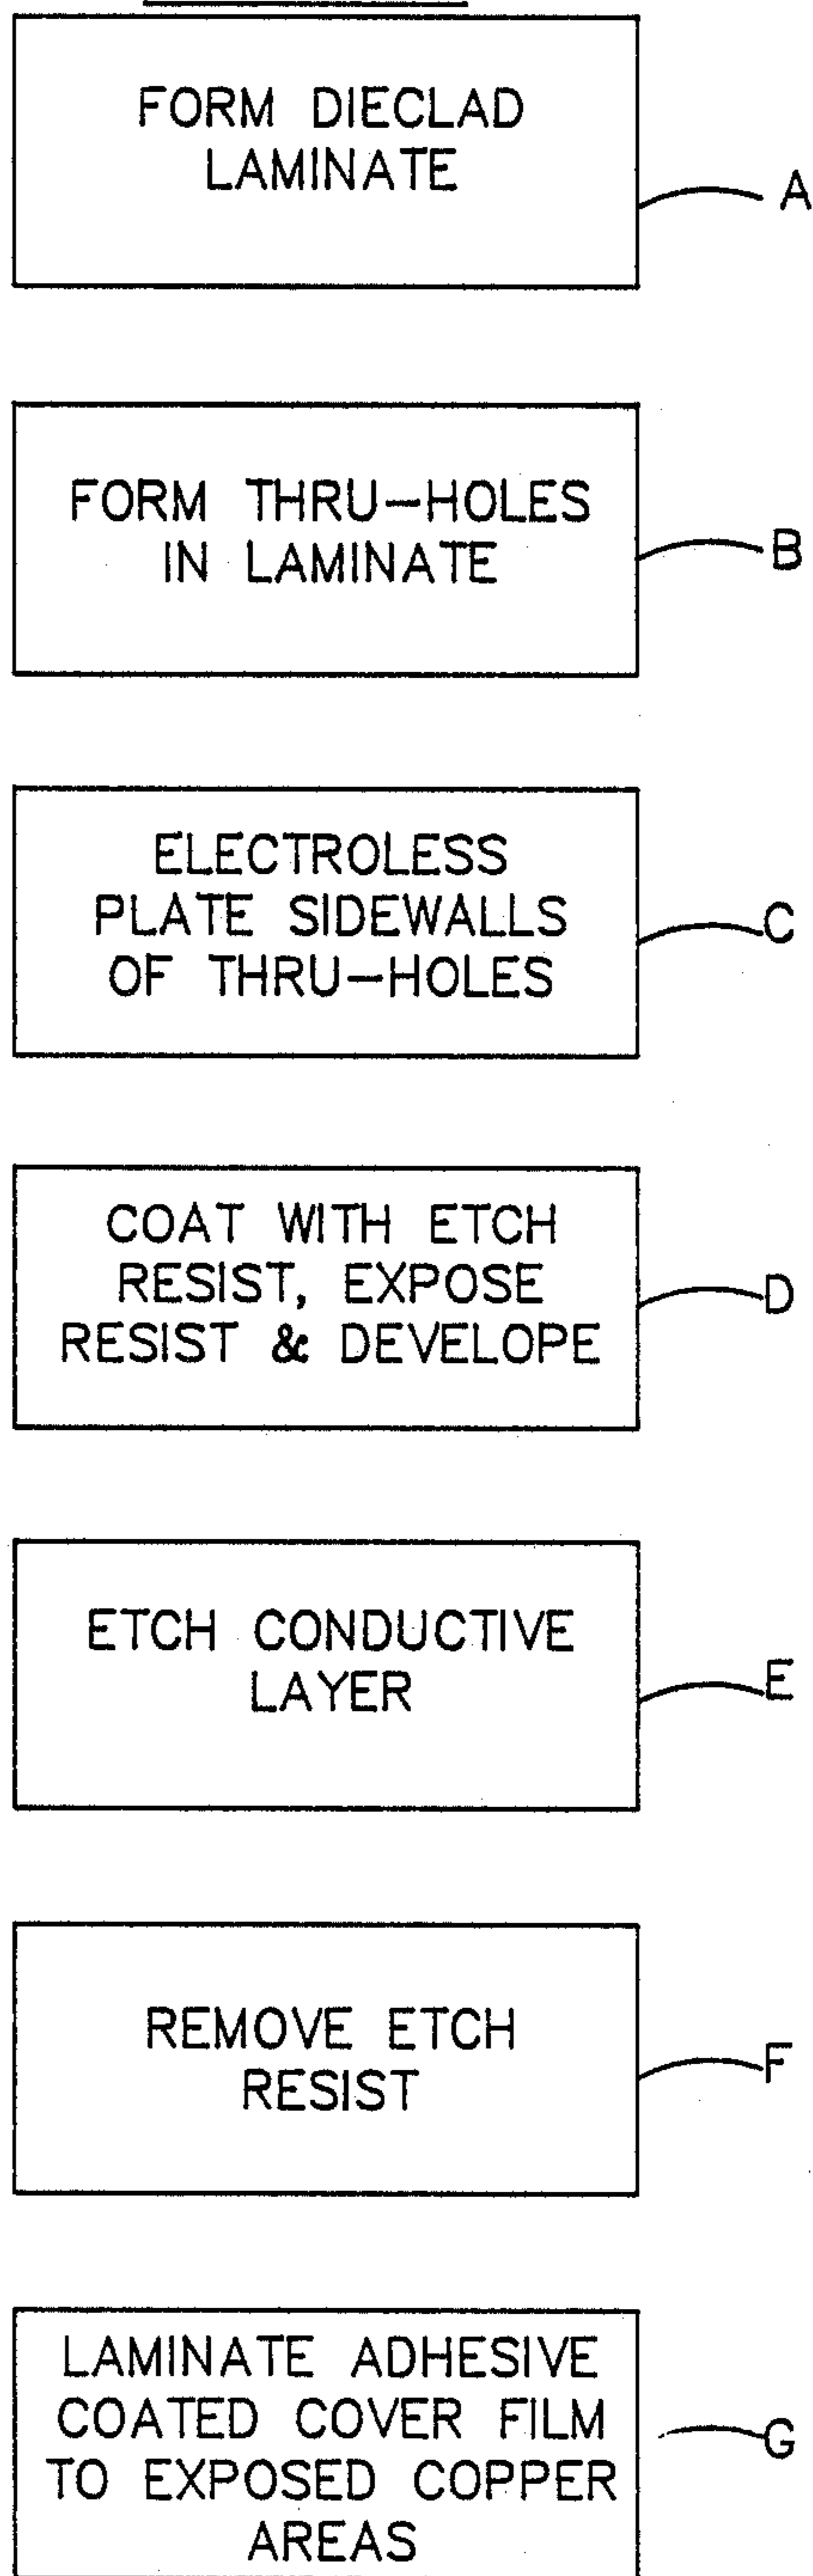 FORM DIECLAD
LAMINATE
A
FORM THRU-HOLES
IN LAMINATE
B
ELECTROLESS
PLATE SIDEWALLS
OF THRU-HOLES
C
COAT WITH ETCH
RESIST, EXPOSE
RESIST & DEVELOPE
D
ETCH CONDUCTIVE
LAYER
E
REMOVE ETCH
RESIST
F
LAMINATE ADHESIVE
COATED COVER FILM
TO EXPOSED COPPER
AREAS
G